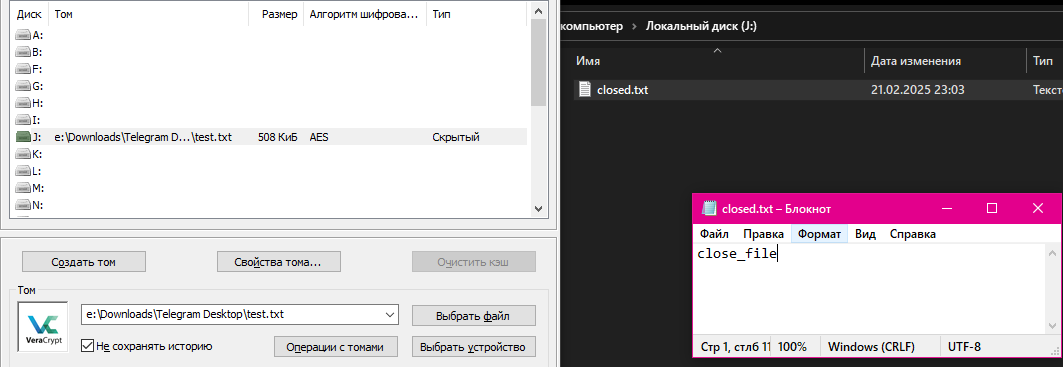 Диск Том Размер Алгоритм шифрова... Тип
A:
B:
F:
G:
H:
I:
J: e:\Downloads\Telegram D...\test.txt 508 КиБ AES Скрытый
K:
L:
M:
N:
Создать том Свойства тома... Очистить кэш
Том
VeraCrypt
e:\Downloads\Telegram Desktop\test.txt Выбрать файл
Не сохранять историю Операции с томами Выбрать устройство
компьютер Локальный диск (J:)
Имя Дата изменения Тип
closed.txt 21.02.2025 23:03 Тексто
closed.txt – Блокнот
Файл Правка Формат Вид Справка
close_file
Стр 1, стлб 11 100% Windows (CRLF) UTF-8